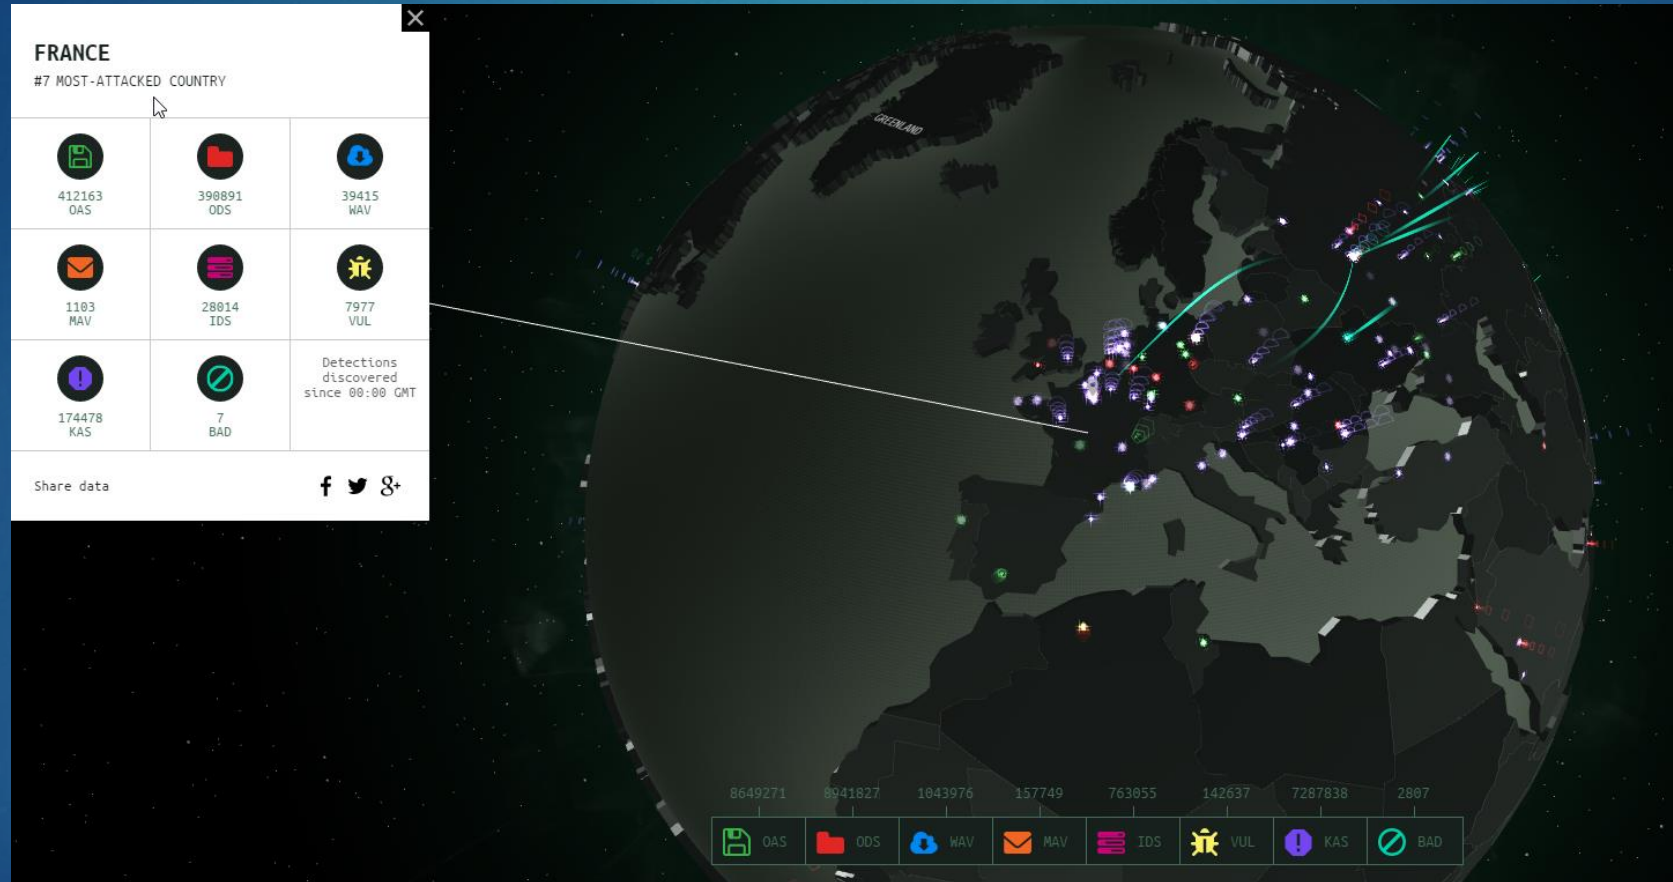 FRANCE
#7 MOST-ATTACKED COUNTRY
412163
OAS
390891
ODS
39415
WAV
1103
MAV
28014
IDS
7977
VUL
174478
KAS
7
BAD
Detections
discovered
since 00:00 GMT
Share data
GREENLAND
8649271 8941827 1043976 157749 763055 142637 7287838 2807
OAS ODS WAV MAV IDS VUL KAS BAD